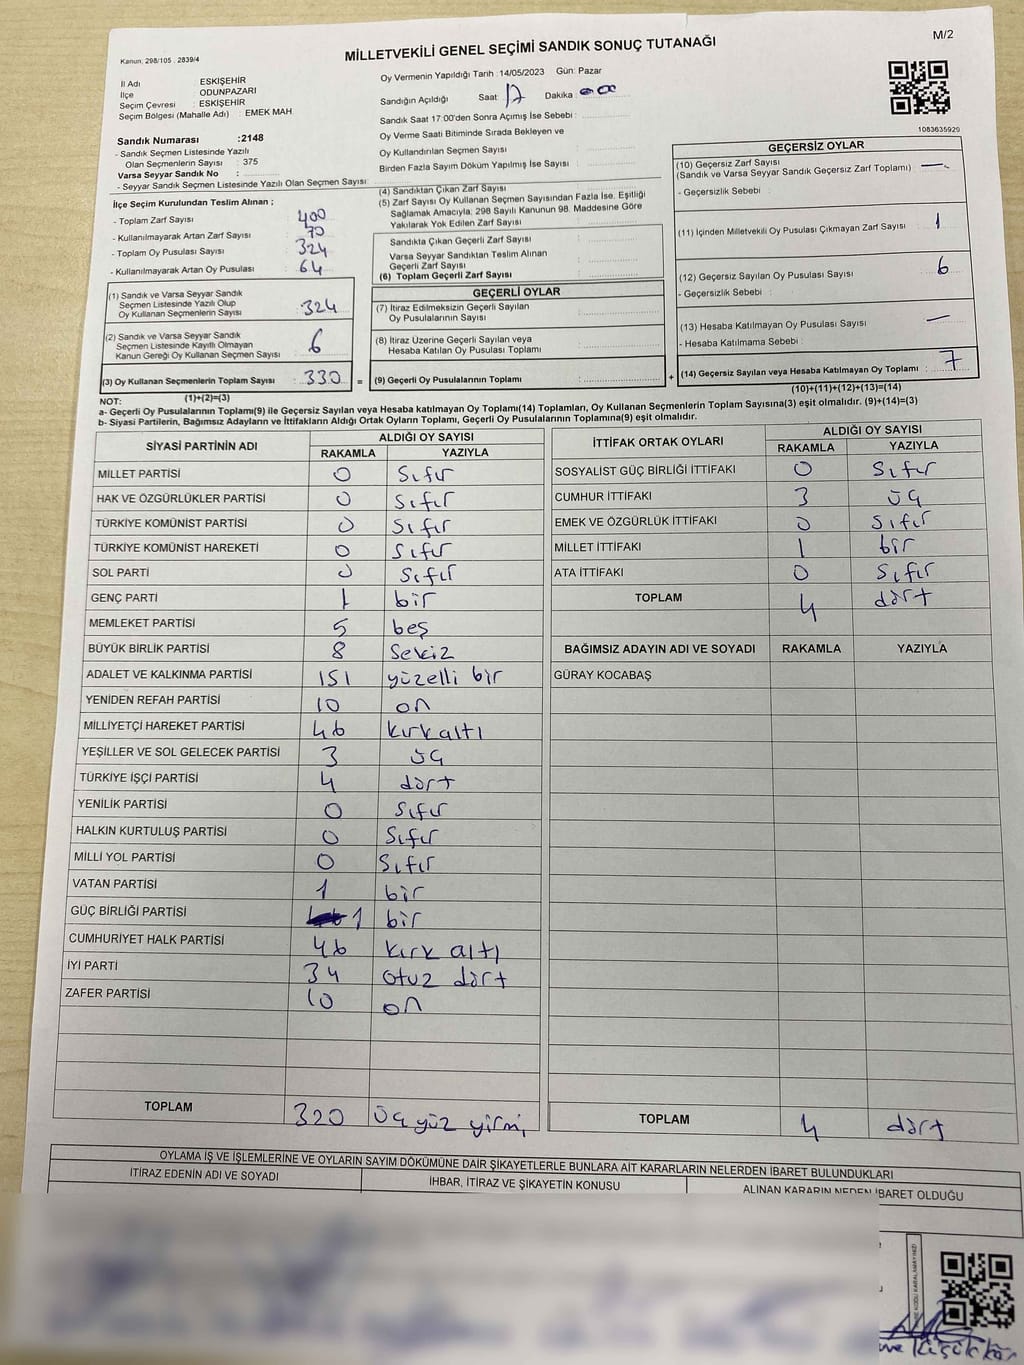 M/2
MİLLETVEKİLİ GENEL SEÇİMİ SANDIK SONUÇ TUTANAĞI
Kanun: 298/105 . 2839/4
İl Adı ESKİŞEHİR
İlçe ODUNPAZARI
Seçim Çevresi : ESKİŞEHİR
Seçim Bölgesi (Mahalle Adı) : EMEK MAH
Oy Vermenin Yapıldığı Tarih :14/05/2023 Gün: Pazar
Sandığın Açıldığı Saat: 17 Dakika : 00
Sandık Saat 17:00'den Sonra Açımış İse Sebebi :
Oy Verme Saati Bitiminde Sırada Bekleyen ve
Oy Kullandırılan Seçmen Sayısı :
Birden Fazla Sayım Döküm Yapılmış İse Sayısı :
1083635929
Sandık Numarası :2148
- Sandık Seçmen Listesinde Yazılı
Olan Seçmenlerin Sayısı : 375
Varsa Seyyar Sandık No :
- Seyyar Sandık Seçmen Listesinde Yazılı Olan Seçmen Sayısı:
İlçe Seçim Kurulundan Teslim Alınan ;
- Toplam Zarf Sayısı : 400
- Kullanılmayarak Artan Zarf Sayısı : 70
- Toplam Oy Pusulası Sayısı : 324
- Kullanılmayarak Artan Oy Pusulası : 64
(1) Sandık ve Varsa Seyyar Sandık
Seçmen Listesinde Yazılı Olup
Oy Kullanan Seçmenlerin Sayısı : 324
(2) Sandık ve Varsa Seyyar Sandık
Seçmen Listesinde Kayıllı Olmayan
Kanun Gereği Oy Kullanan Seçmen Sayısı : 6
(3) Oy Kullanan Seçmenlerin Toplam Sayısı : 330 =
(1)+(2)=(3)
(4) Sandıktan Çıkan Zarf Sayısı :
(5) Zarf Sayısı Oy Kullanan Seçmen Sayısından Fazla İse, Eşitliği
Sağlamak Amacıyla; 298 Sayılı Kanunun 98. Maddesine Göre
Yakılarak Yok Edilen Zarf Sayısı :
Sandıkta Çıkan Geçerli Zarf Sayısı :
Varsa Seyyar Sandıktan Teslim Alınan
Geçerli Zarf Sayısı :
(6) Toplam Geçerli Zarf Sayısı :
GEÇERLİ OYLAR
(7) İtiraz Edilmeksizin Geçerli Sayılan
Oy Pusulalarının Sayısı :
(8) İtiraz Üzerine Geçerli Sayılan veya
Hesaba Katılan Oy Pusulası Toplamı :
(9) Geçerli Oy Pusulalarının Toplamı : +
GEÇERSİZ OYLAR
(10) Geçersiz Zarf Sayısı
(Sandık ve Varsa Seyyar Sandık Geçersiz Zarf Toplamı) : —
- Geçersizlik Sebebi :
(11) İçinden Milletvekili Oy Pusulası Çıkmayan Zarf Sayısı : 1
(12) Geçersiz Sayılan Oy Pusulası Sayısı : 6
- Geçersizlik Sebebi :
(13) Hesaba Katılmayan Oy Pusulası Sayısı : —
- Hesaba Katılmama Sebebi :
(14) Geçersiz Sayılan veya Hesaba Katılmayan Oy Toplamı : 7
(10)+(11)+(12)+(13)=(14)
NOT:
a- Geçerli Oy Pusulalarının Toplamı(9) ile Geçersiz Sayılan veya Hesaba katılmayan Oy Toplamı(14) Toplamları, Oy Kullanan Seçmenlerin Toplam Sayısına(3) eşit olmalıdır. (9)+(14)=(3)
b- Siyasi Partilerin, Bağımsız Adayların ve İttifakların Aldığı Ortak Oyların Toplamı, Geçerli Oy Pusulalarının Toplamına(9) eşit olmalıdır.
SİYASİ PARTİNİN ADI ALDIĞI OY SAYISI
RAKAMLA YAZIYLA
MİLLET PARTİSİ 0 Sıfır
HAK VE ÖZGÜRLÜKLER PARTİSİ 0 Sıfır
TÜRKİYE KOMÜNİST PARTİSİ 0 Sıfır
TÜRKİYE KOMÜNİST HAREKETİ 0 Sıfır
SOL PARTİ 0 Sıfır
GENÇ PARTİ 1 bir
MEMLEKET PARTİSİ 5 beş
BÜYÜK BİRLİK PARTİSİ 8 Sekiz
ADALET VE KALKINMA PARTİSİ 151 yüzelli bir
YENİDEN REFAH PARTİSİ 10 on
MİLLİYETÇİ HAREKET PARTİSİ 46 kırkaltı
YEŞİLLER VE SOL GELECEK PARTİSİ 3 üç
TÜRKİYE İŞÇİ PARTİSİ 4 dört
YENİLİK PARTİSİ 0 Sıfır
HALKIN KURTULUŞ PARTİSİ 0 Sıfır
MİLLİ YOL PARTİSİ 0 Sıfır
VATAN PARTİSİ 1 bir
GÜÇ BİRLİĞİ PARTİSİ 1 bir
CUMHURİYET HALK PARTİSİ 46 kırk altı
İYİ PARTİ 34 otuz dört
ZAFER PARTİSİ 10 on
TOPLAM 320 üç yüz yirmi
İTTİFAK ORTAK OYLARI ALDIĞI OY SAYISI
RAKAMLA YAZIYLA
SOSYALİST GÜÇ BİRLİĞİ İTTİFAKI 0 Sıfır
CUMHUR İTTİFAKI 3 üç
EMEK VE ÖZGÜRLÜK İTTİFAKI 0 Sıfır
MİLLET İTTİFAKI 1 bir
ATA İTTİFAKI 0 Sıfır
TOPLAM 4 dört
BAĞIMSIZ ADAYIN ADI VE SOYADI RAKAMLA YAZIYLA
GÜRAY KOCABAŞ
TOPLAM 4 dört
OYLAMA İŞ VE İŞLEMLERİNE VE OYLARIN SAYIM DÖKÜMÜNE DAİR ŞİKAYETLERLE BUNLARA AİT KARARLARIN NELERDEN İBARET BULUNDUKLARI
İTİRAZ EDENİN ADI VE SOYADI İHBAR, İTİRAZ VE ŞİKAYETİN KONUSU ALINAN KARARIN NEDEN İBARET OLDUĞU